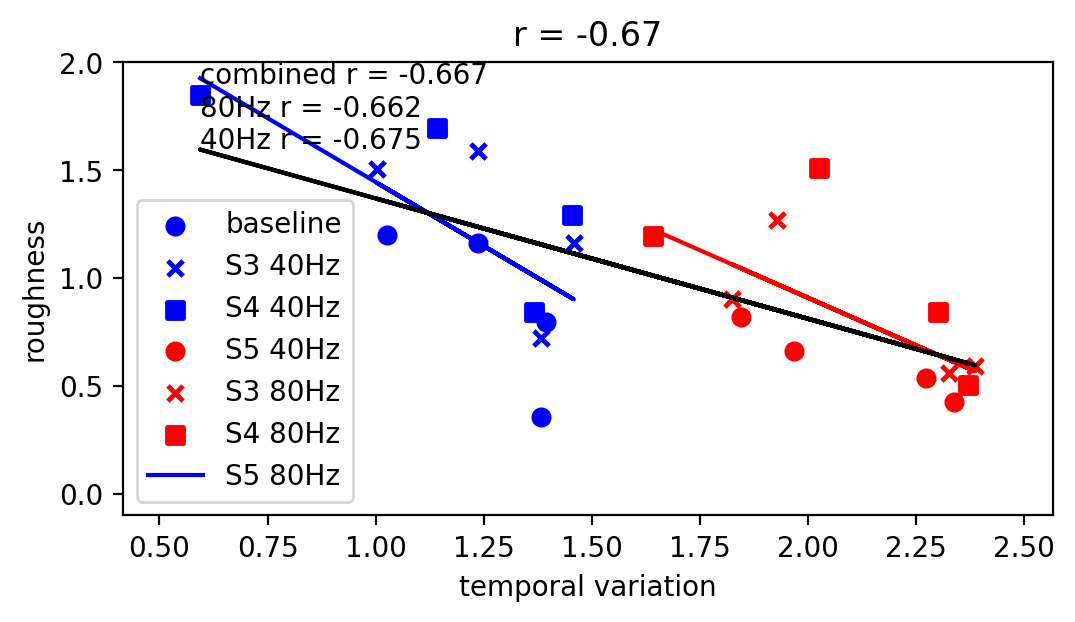 r = -0.67
combined r = -0.667
80Hz r = -0.662
40Hz r = -0.675
2.0
1.5
1.0
0.5
0.0
roughness
baseline
S3 40Hz
S4 40Hz
S5 40Hz
S3 80Hz
S4 80Hz
S5 80Hz
0.50 0.75 1.00 1.25 1.50 1.75 2.00 2.25 2.50
temporal variation